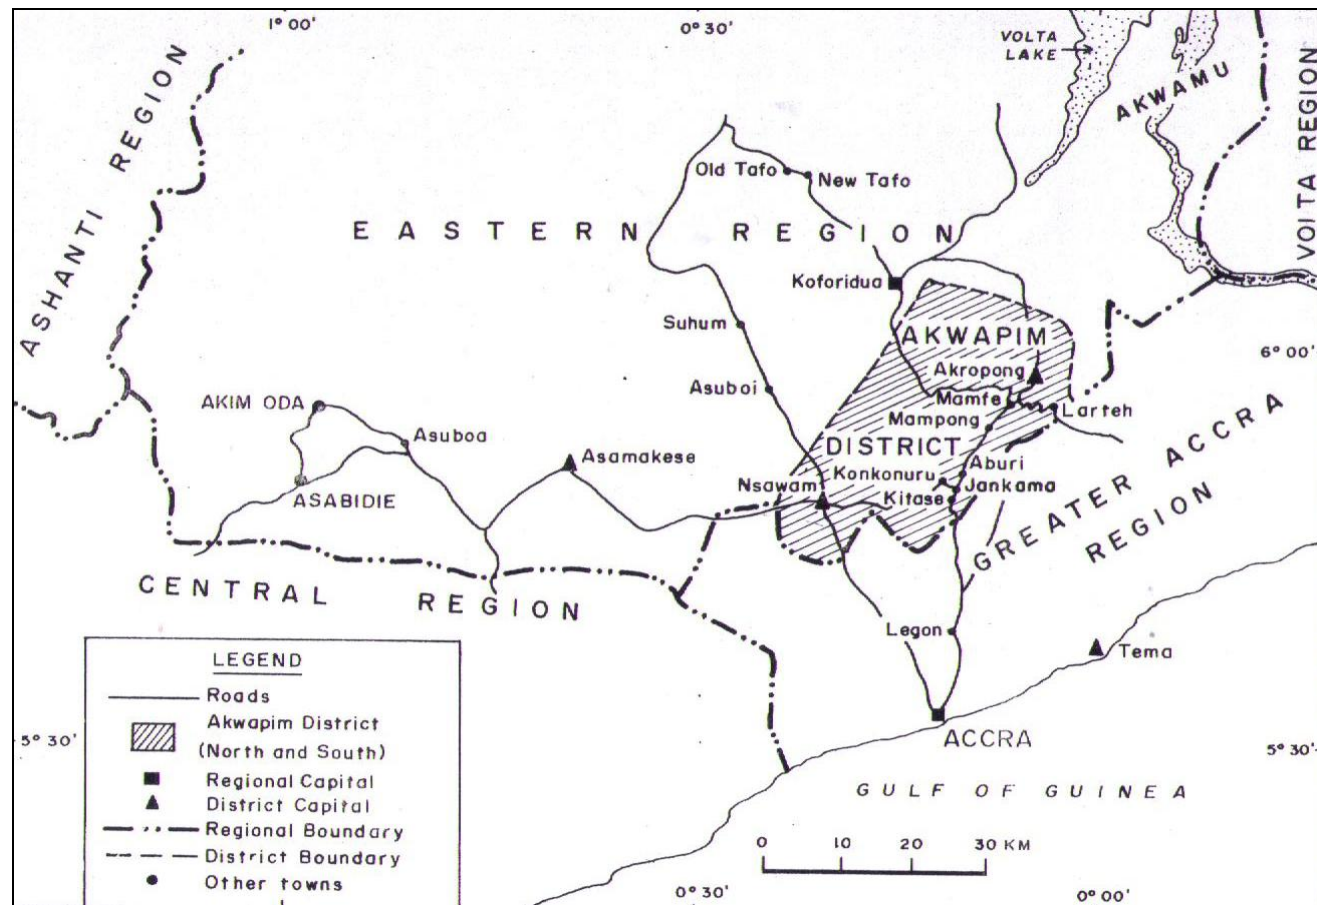 1° 00'
0° 30'
VOLTA
LAKE
AKWAMU
ASHANTI REGION
VOLTA REGION
Old Tafo
New Tafo
EASTERN REGION
Koforidua
Suhum
AKWAPIM
6° 00'
Akropong
Asuboi
Mamfe
Larteh
AKIM ODA
Mampong
Asuboa
DISTRICT
Asamakese
Aburi
Konkonuru
Jankama
ASABIDIE
Nsawam
Kitase
GREATER ACCRA
REGION
CENTRAL REGION
Legon
Tema
LEGEND
Roads
Akwapim District
(North and South)
5° 30'
ACCRA
5° 30'
Regional Capital
GULF OF GUINEA
District Capital
Regional Boundary
0 10 20 30 KM
District Boundary
Other towns
0° 30'
0° 00'